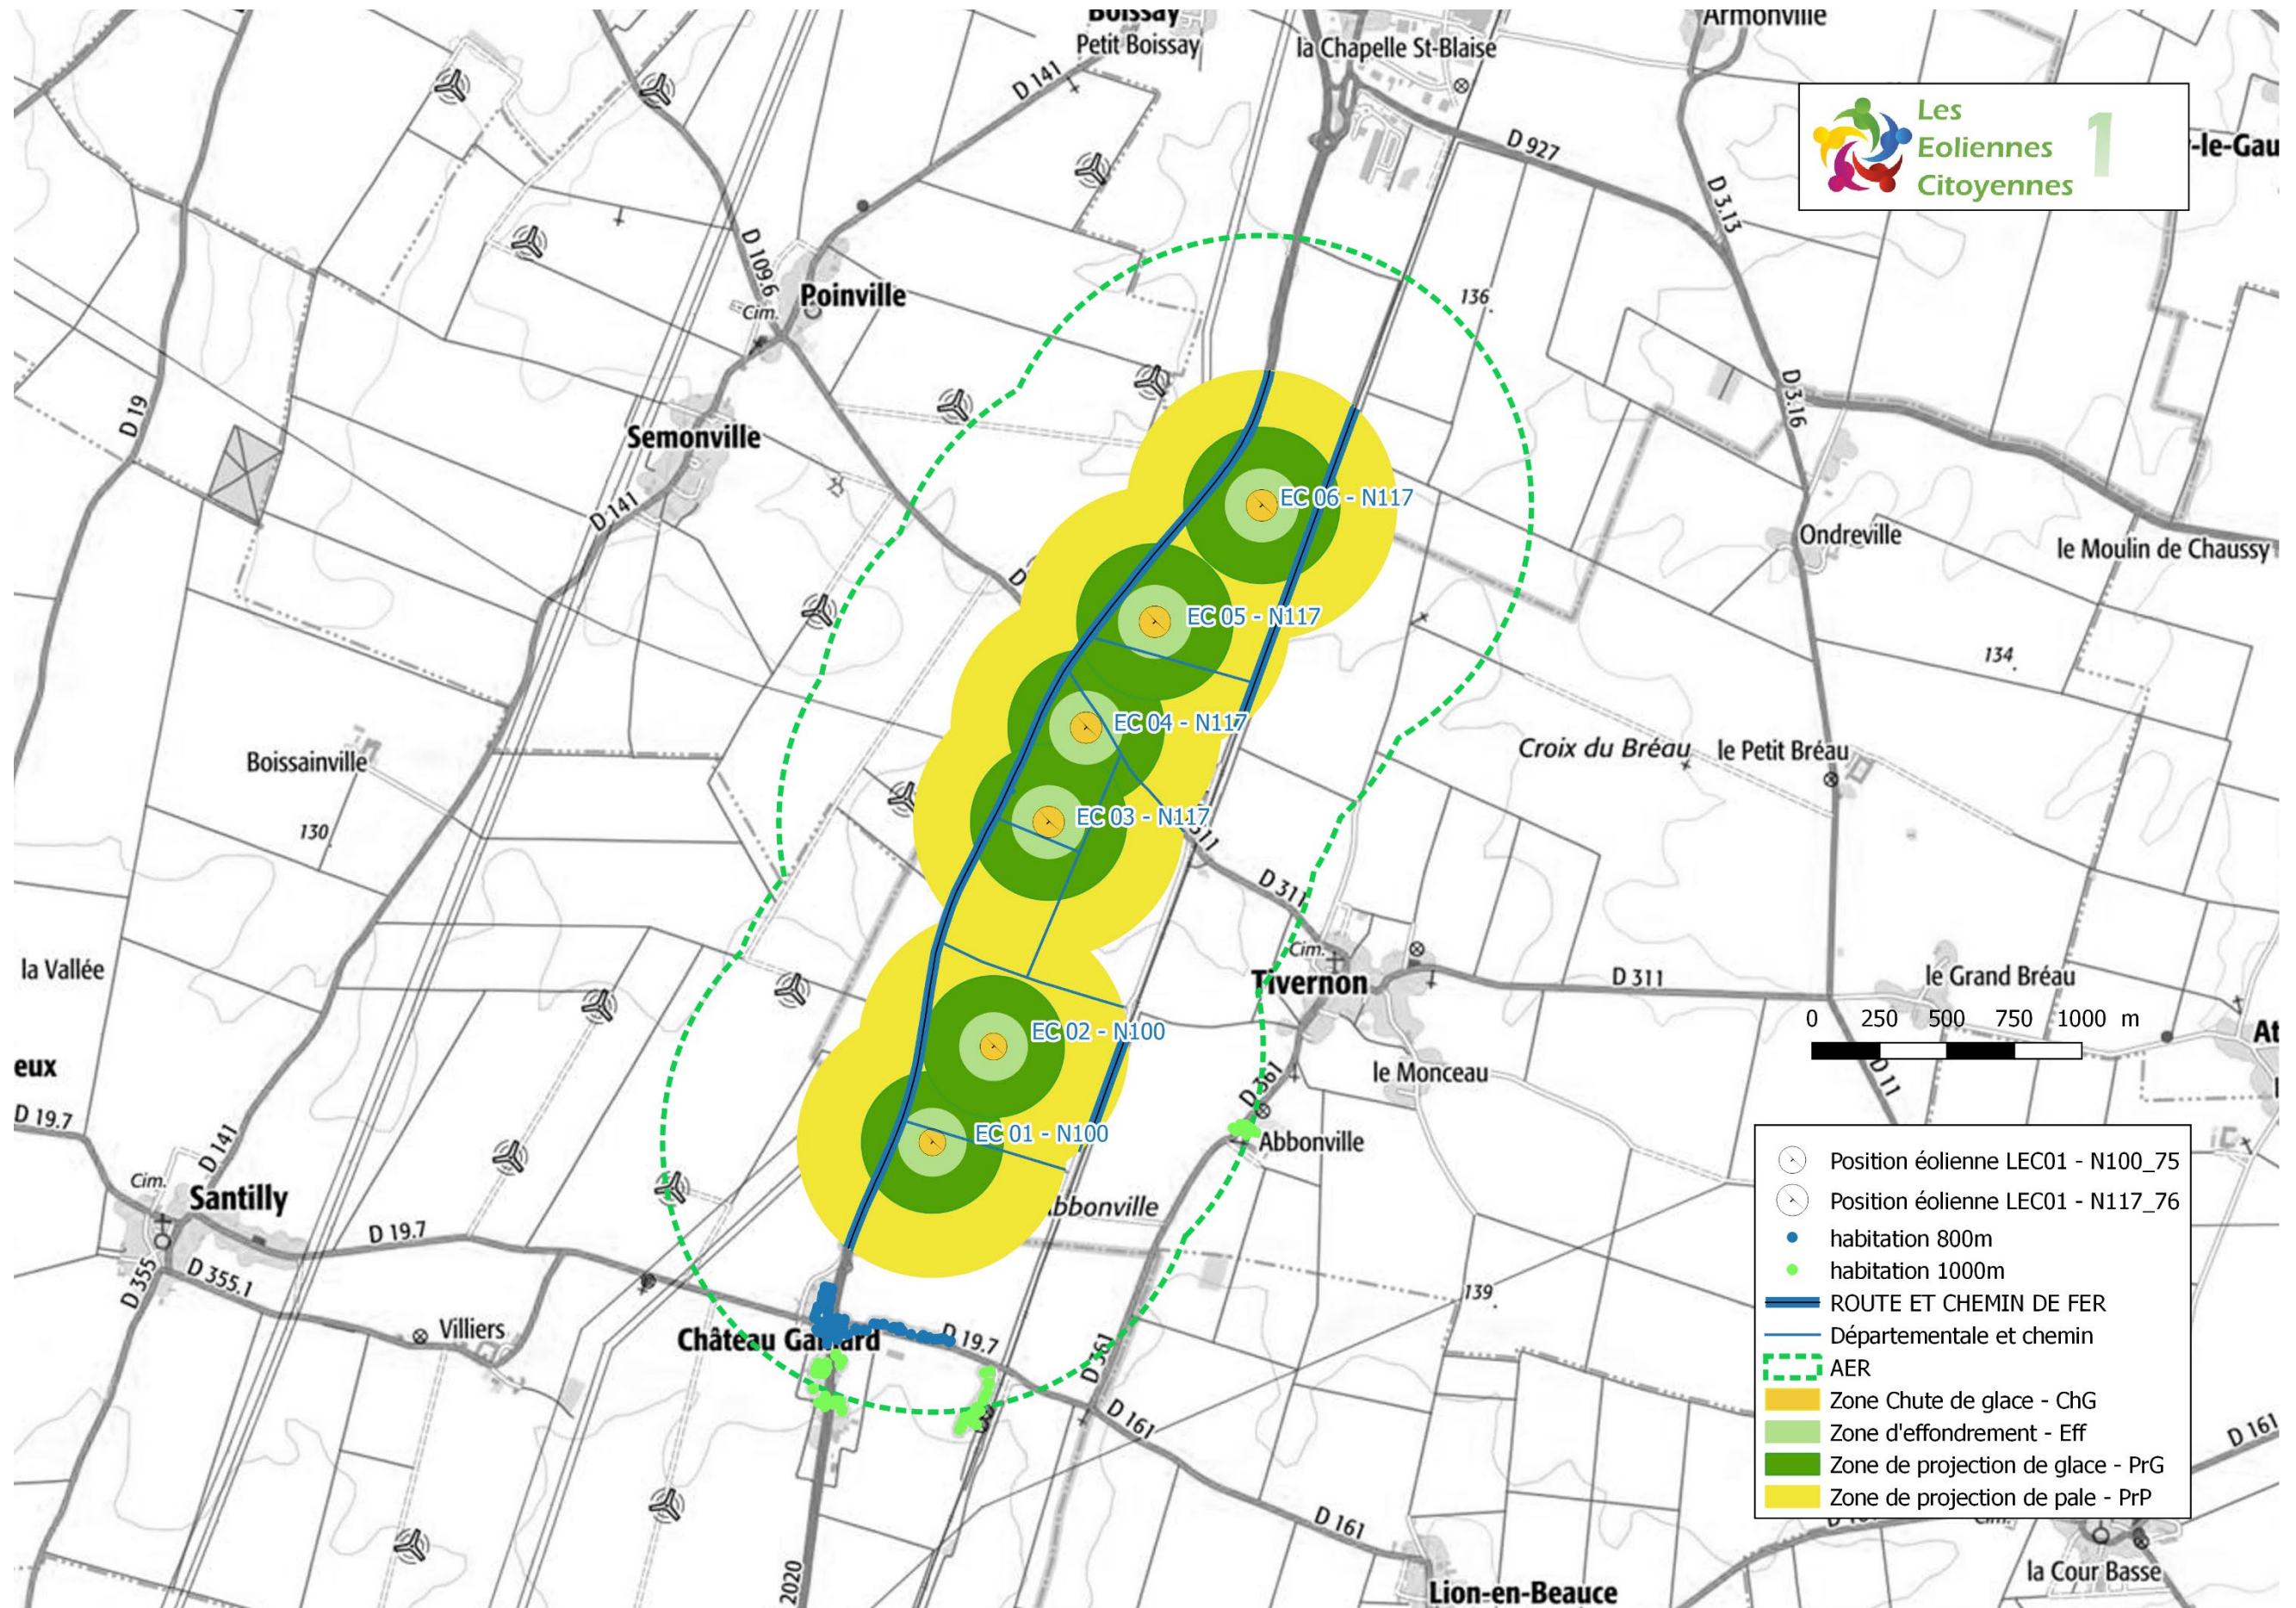 Boissay
Petit Boissay
la Chapelle St-Blaise
Armonville
D 141
D 927
Les
Eoliennes
Citoyennes
1
-le-Gau
D 3.13
D 109.6
Poinville
Cim.
136
D 19
Semonville
D 3.16
D 141
EC 06 - N117
Ondreville
le Moulin de Chaussy
D
EC 05 - N117
134
EC 04 - N117
Boissainville
Croix du Bréau
le Petit Bréau
130
EC 03 - N117
311
D 311
la Vallée
Cim.
Tivernon
D 311
le Grand Bréau
0 250 500 750 1000 m
EC 02 - N100
At
eux
le Monceau
D 11
D 361
D 19.7
EC 01 - N100
Abbonville
D 141
Cim.
Santilly
bbonville
D 19.7
D 355
D 355.1
139
Villiers
Château Gaillard
D 19.7
D 361
D 161
D 161
2020
Lion-en-Beauce
Position éolienne LEC01 - N100_75
Position éolienne LEC01 - N117_76
habitation 800m
habitation 1000m
ROUTE ET CHEMIN DE FER
Départementale et chemin
AER
Zone Chute de glace - ChG
Zone d'effondrement - Eff
Zone de projection de glace - PrG
Zone de projection de pale - PrP
D 161
la Cour Basse